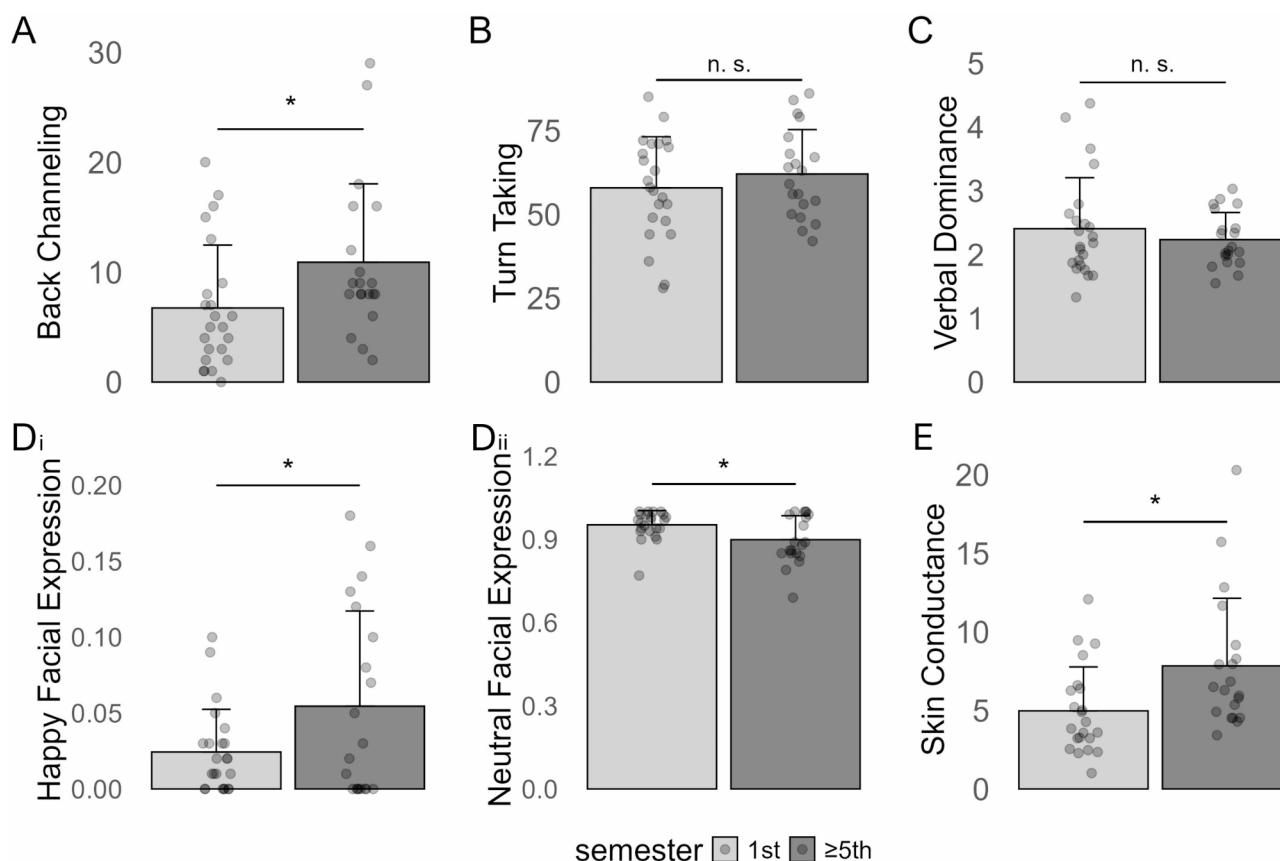 A
Back Channeling
30
20
10
0
*
B
Turn Taking
75
50
25
0
n. s.
C
Verbal Dominance
5
4
3
2
1
0
n. s.
Di
Happy Facial Expression
0.20
0.15
0.10
0.05
0.00
*
Dii
Neutral Facial Expression
1.2
0.9
0.6
0.3
0.0
*
E
Skin Conductance
20
15
10
5
0
*
semester 1st ≥5th